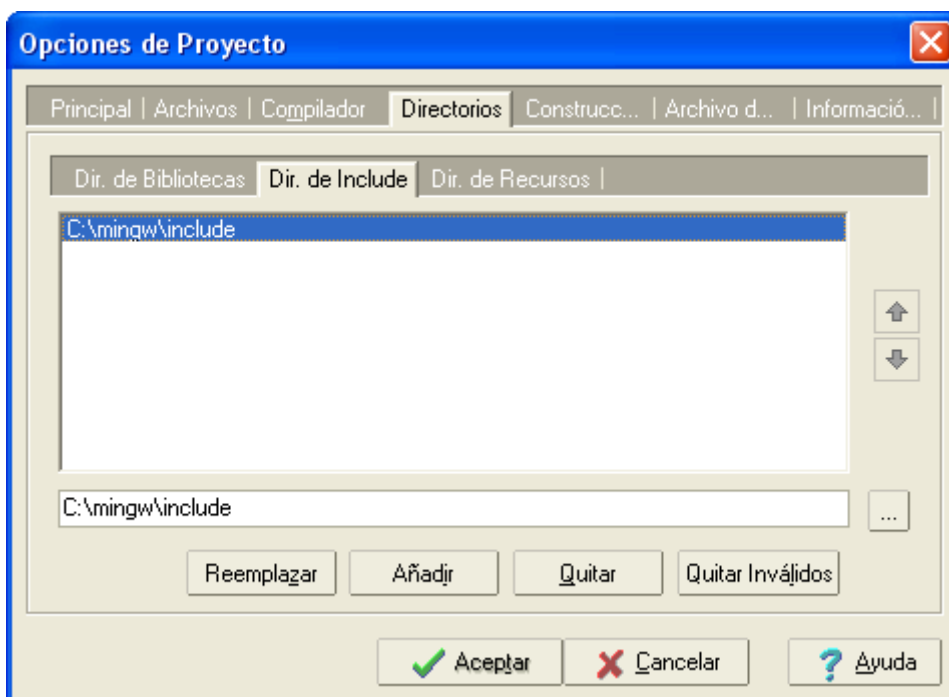 Opciones de Proyecto
Principal | Archivos | Compilador Directorios Construcc... | Archivo d... | Informació... |
Dir. de Bibliotecas Dir. de Include Dir. de Recursos |
C:\mingw\include
C:\mingw\include ...
Reemplazar Añadir Quitar Quitar Inválidos
Aceptar Cancelar Ayuda